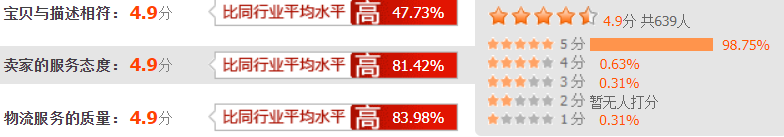 宝贝与描述相符：4.9分 比同行业平均水平 高 47.73%
卖家的服务态度：4.9分 比同行业平均水平 高 81.42%
物流服务的质量：4.9分 比同行业平均水平 高 83.98%
4.9分 共639人
5 分 98.75%
4 分 0.63%
3 分 0.31%
2 分 暂无人打分
1 分 0.31%